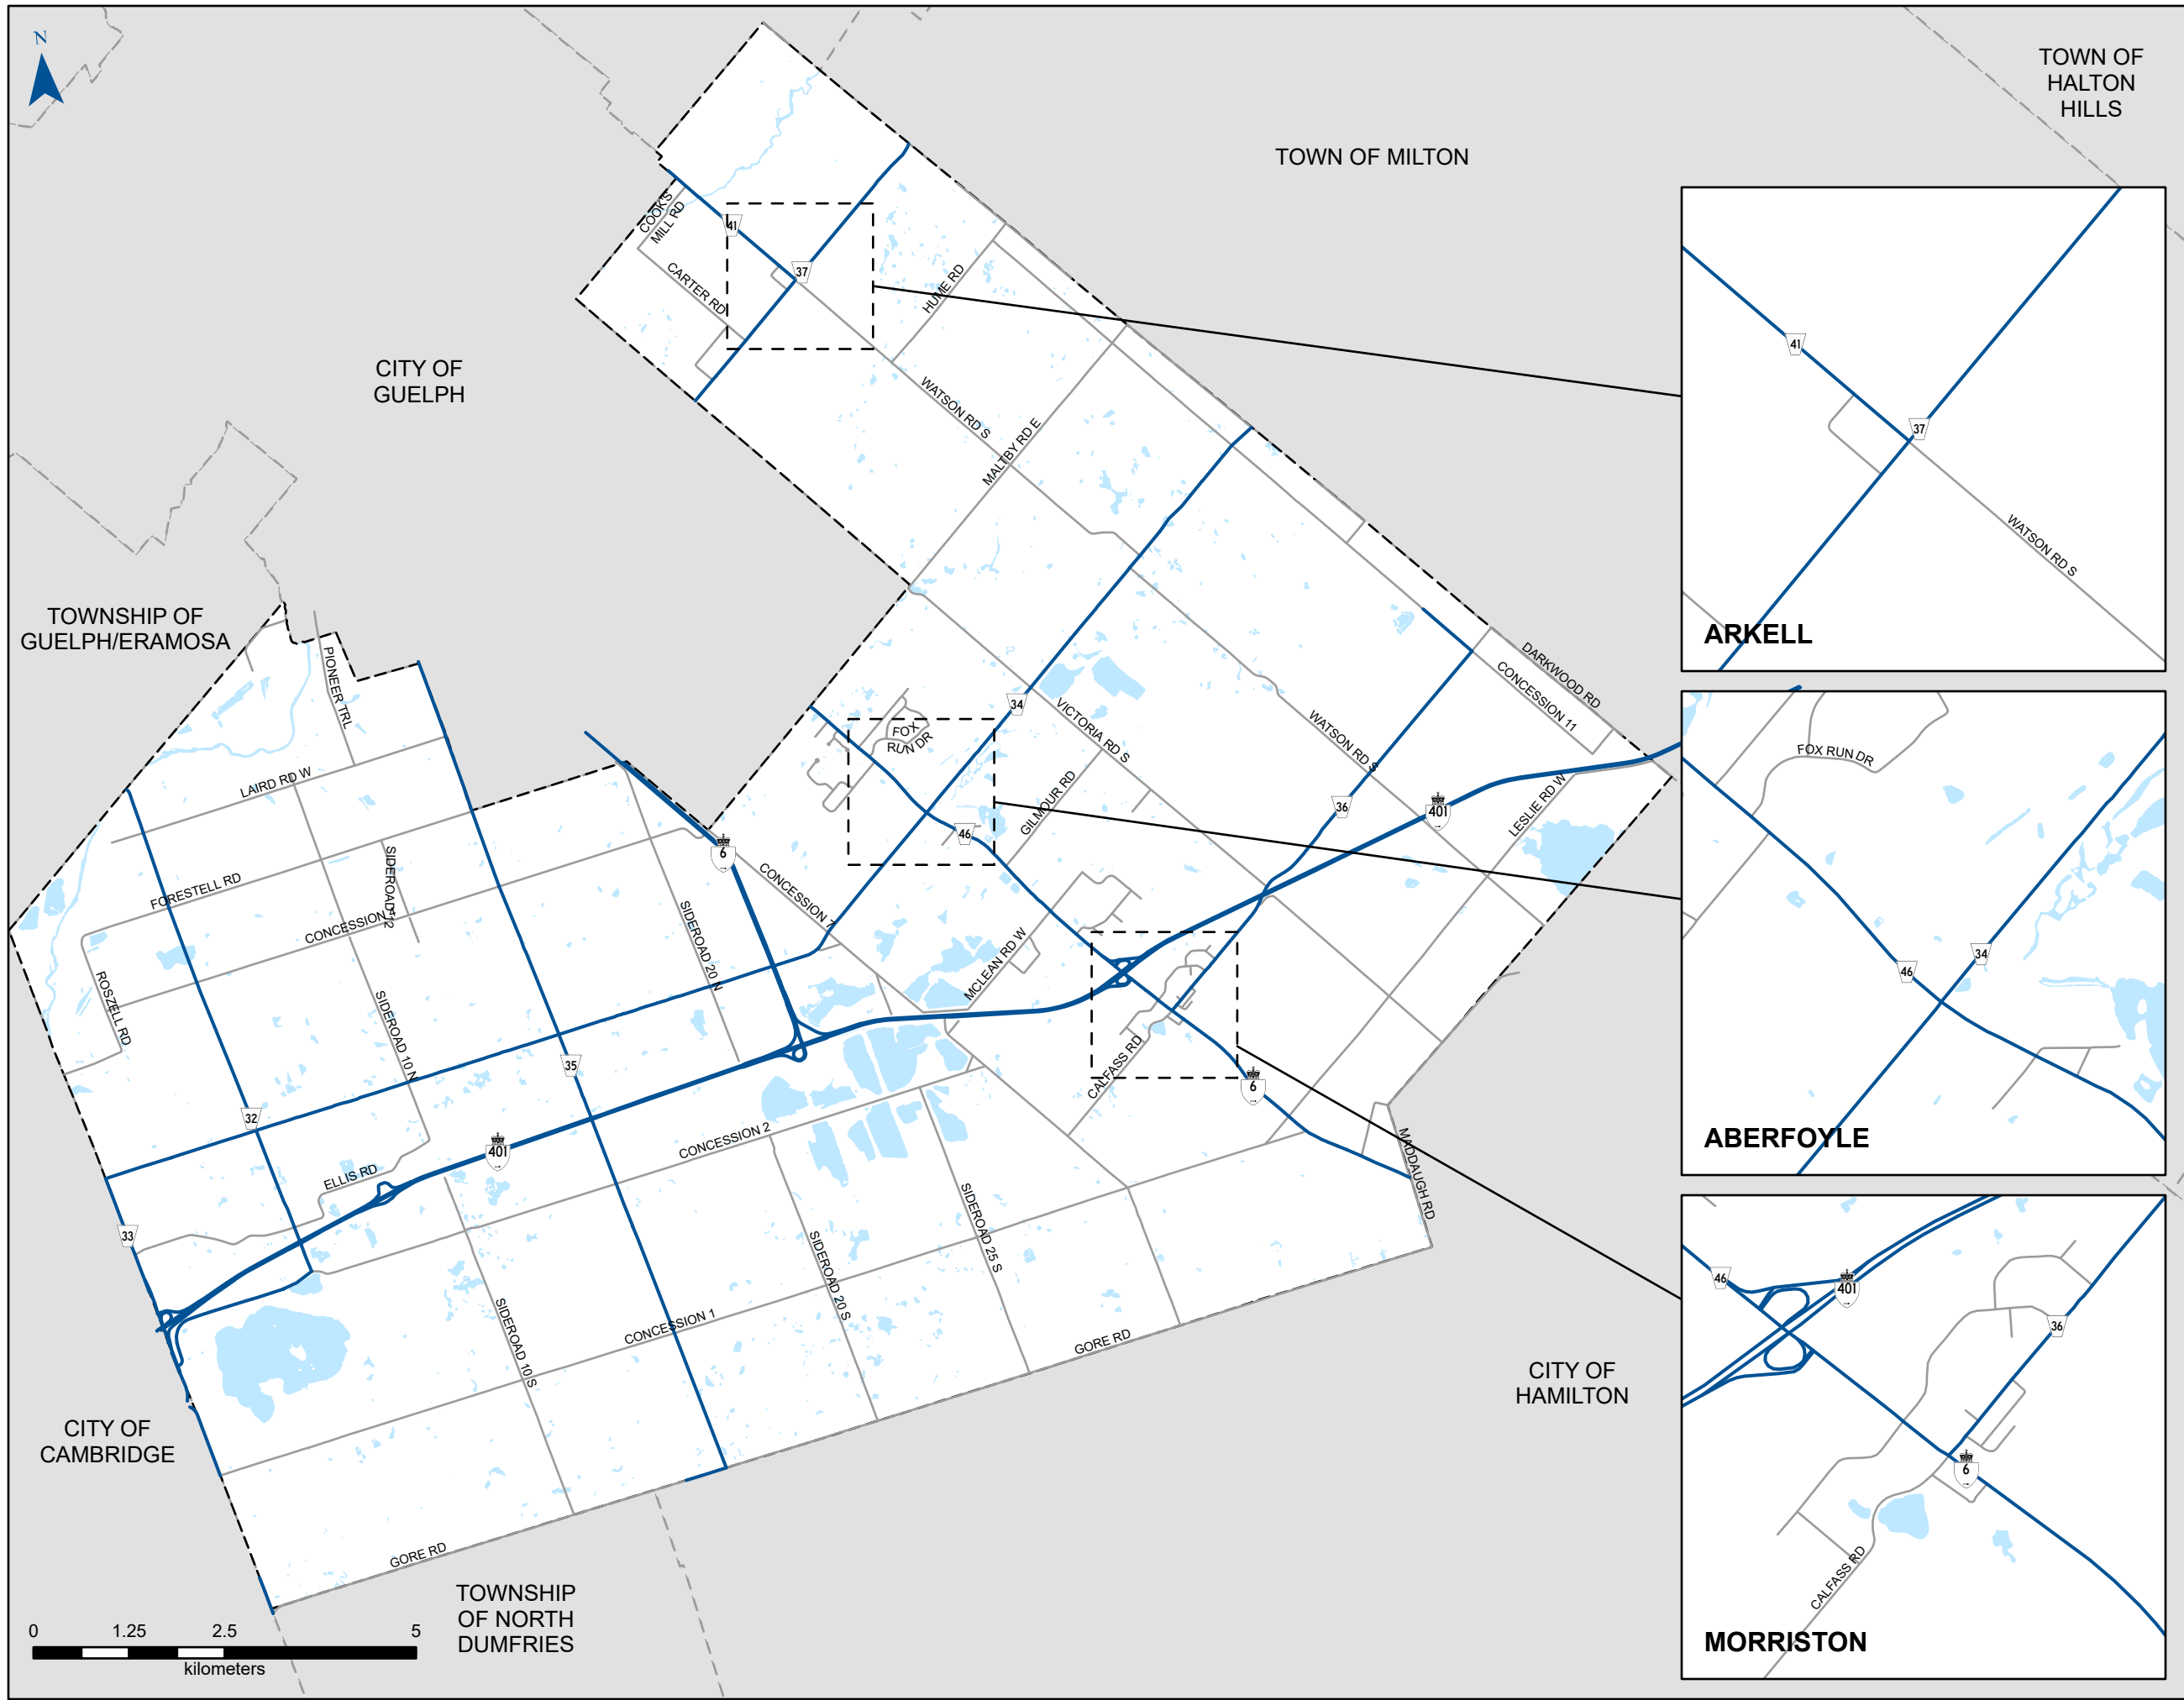 N
TOWN OF
HALTON
HILLS
TOWN OF MILTON
COOKS
MILL RD
41
37
CARTER RD
HUME RD
CITY OF
GUELPH
WATSON RD S
MALTBY RD E
41
37
WATSON RD S
ARKELL
TOWNSHIP OF
GUELPH/ERAMOSA
PIONEER TRL
LAIRD RD W
FORESTELL RD
SIDEROAD 12
CONCESSION 4
ROSZELL RD
SIDEROAD 10 N
SIDEROAD 20 N
6
CONCESSION 7
FOX
RUN DR
34
46
VICTORIA RD S
GILMOUR RD
MCLEAN RD W
WATSON RD S
36
401
DARKWOOD RD
CONCESSION 11
LESLIE RD W
FOX RUN DR
34
46
ABERFOYLE
32
35
401
ELLIS RD
33
CONCESSION 2
CALFASS RD
6
MADDAUGH RD
SIDEROAD 25 S
SIDEROAD 20 S
SIDEROAD 10 S
CONCESSION 1
GORE RD
CITY OF
HAMILTON
46
401
36
6
CALFASS RD
MORRISTON
CITY OF
CAMBRIDGE
GORE RD
TOWNSHIP
OF NORTH
DUMFRIES
0 1.25 2.5 5
kilometers